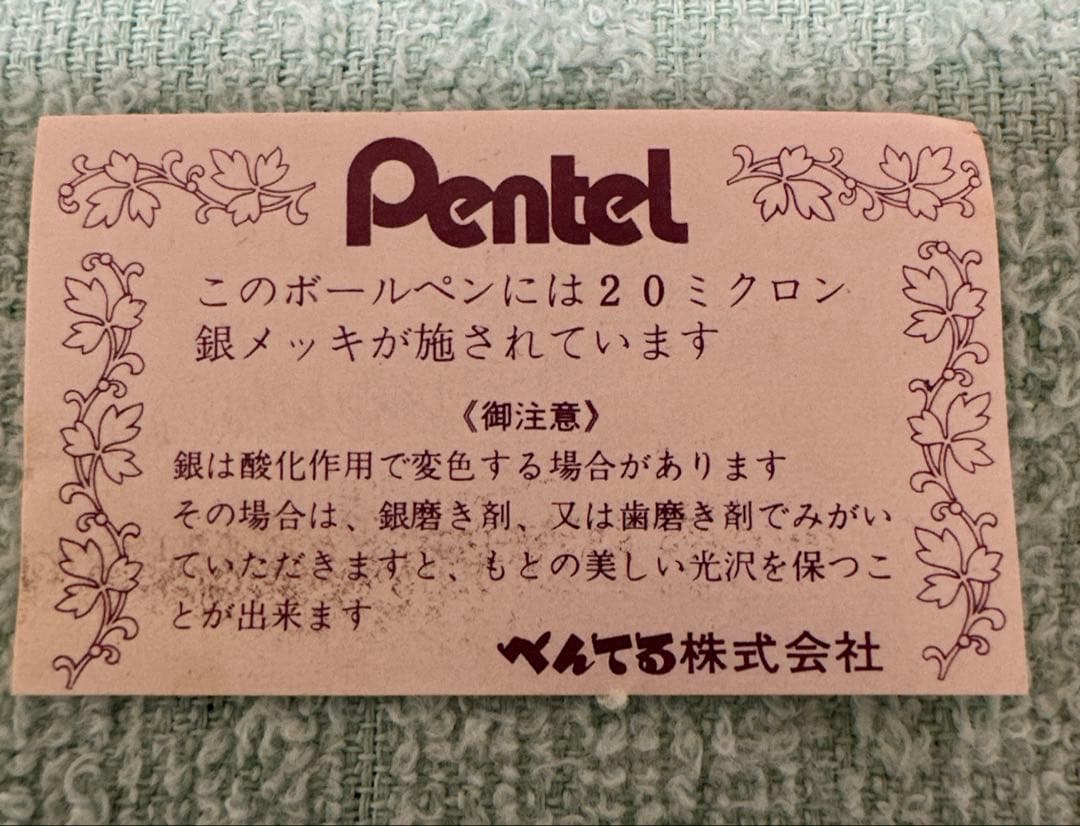 Pentel
このボールペンには20ミクロン
銀メッキが施されています
《御注意》
銀は酸化作用で変色する場合があります
その場合は、銀磨き剤、又は歯磨き剤でみがい
ていただきますと、もとの美しい光沢を保つこ
とが出来ます
ぺんてる株式会社